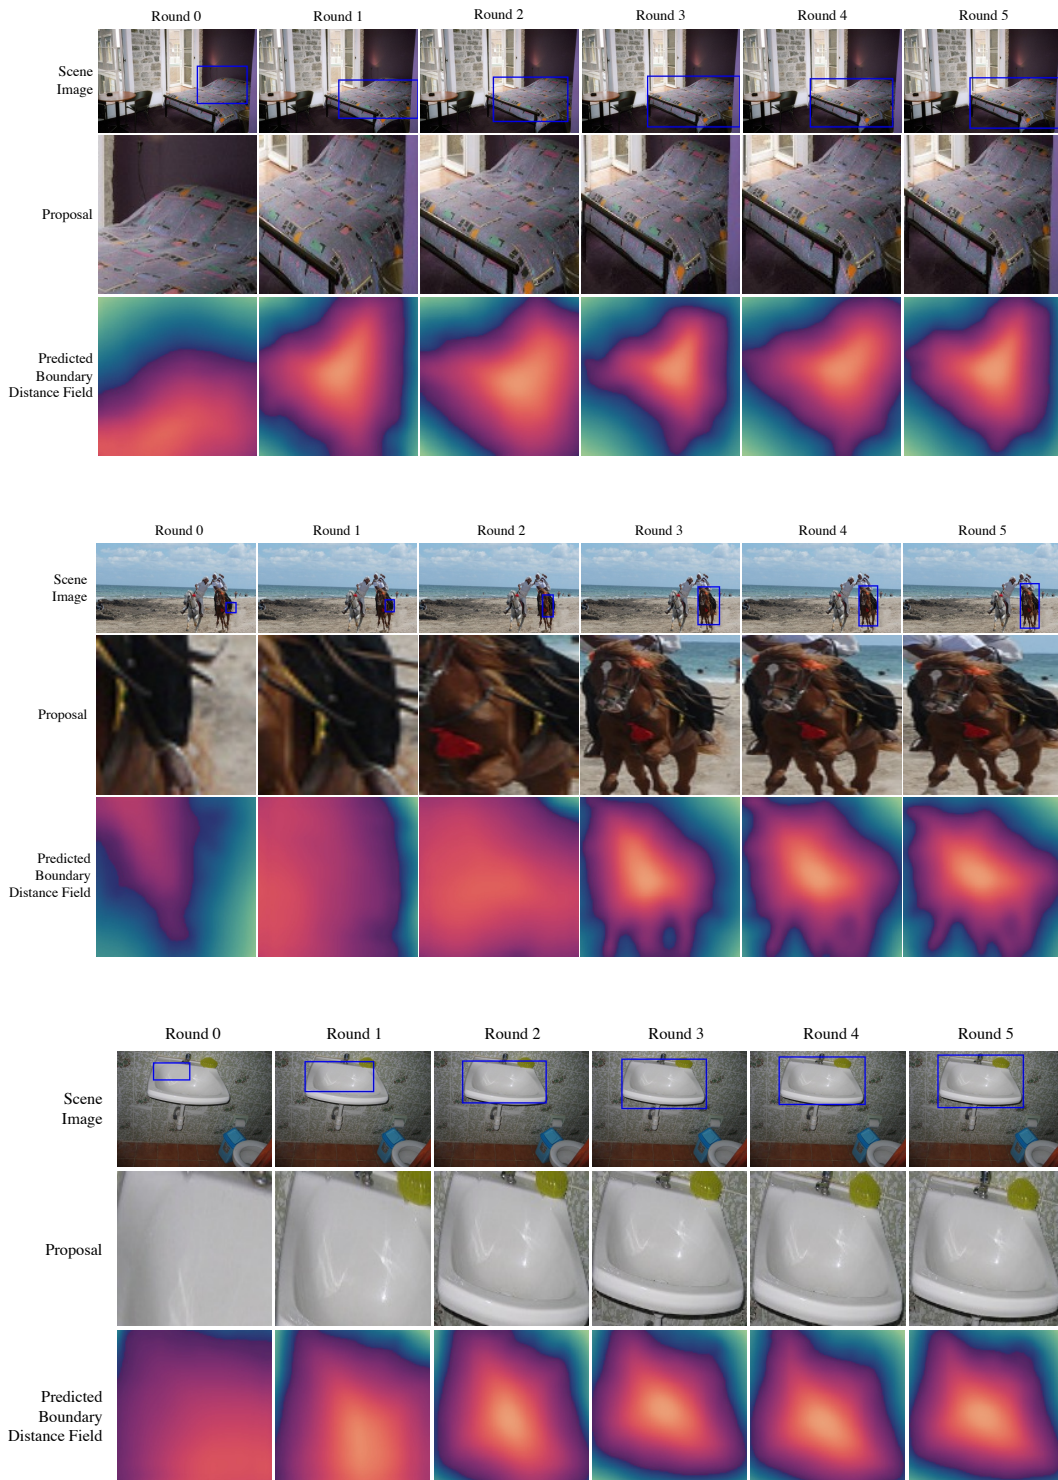 Round 0
Round 1
Round 2
Round 3
Round 4
Round 5
Scene
Image
Proposal
Predicted
Boundary
Distance Field
Round 0
Round 1
Round 2
Round 3
Round 4
Round 5
Scene
Image
Proposal
Predicted
Boundary
Distance Field
Round 0
Round 1
Round 2
Round 3
Round 4
Round 5
Scene
Image
Proposal
Predicted
Boundary
Distance Field